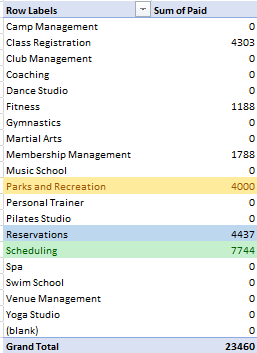 Row Labels Sum of Paid
Camp Management 0
Class Registration 4303
Club Management 0
Coaching 0
Dance Studio 0
Fitness 1188
Gymnastics 0
Martial Arts 0
Membership Management 1788
Music School 0
Parks and Recreation 4000
Personal Trainer 0
Pilates Studio 0
Reservations 4437
Scheduling 7744
Spa 0
Swim School 0
Venue Management 0
Yoga Studio 0
(blank) 0
Grand Total 23460